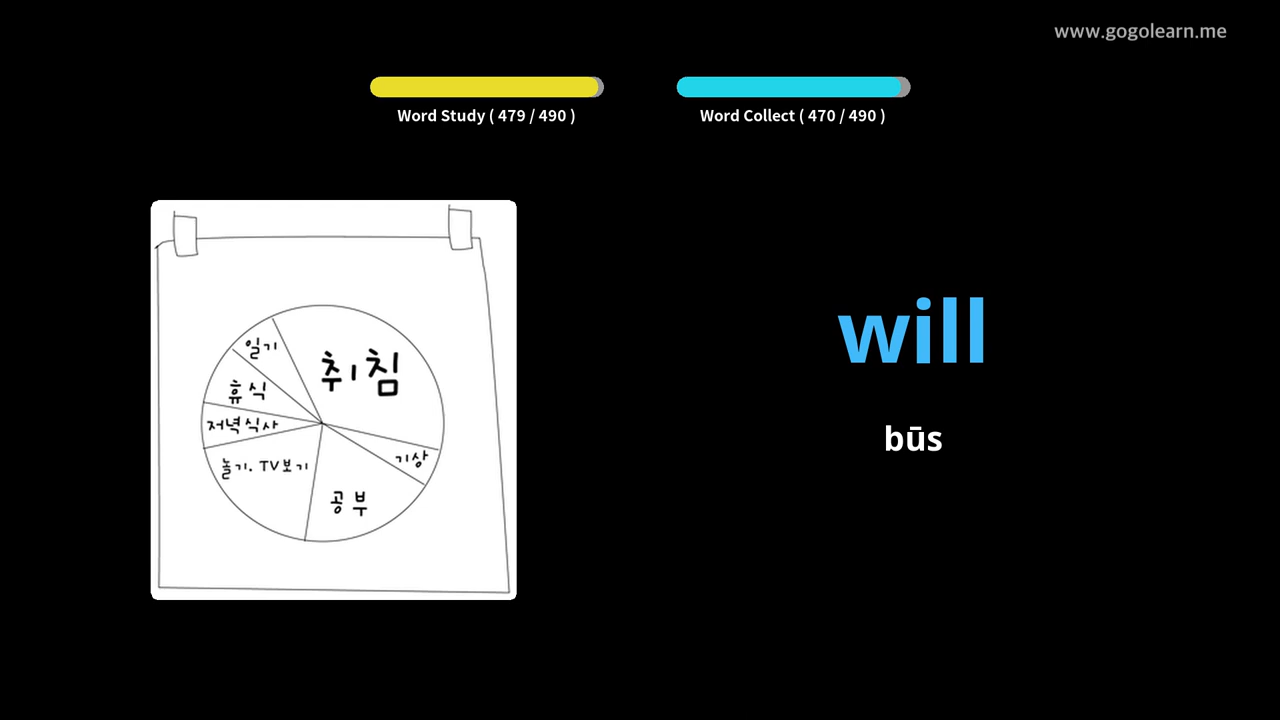 www.gogolearn.me
Word Study ( 479 / 490 )
Word Collect ( 470 / 490 )
일기
취침
휴식
저녁식사
놀기. TV보기
기상
공부
will
būs